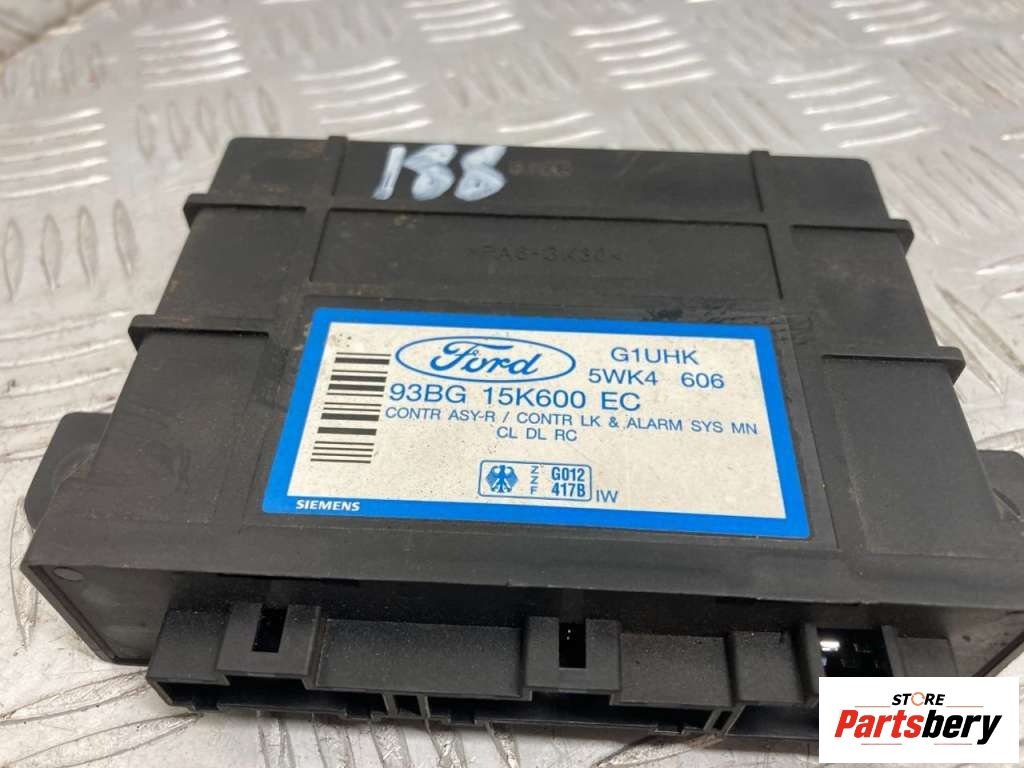 188
Ford
G1UHK
5WK4 606
93BG 15K600 EC
CONTR ASY-R / CONTR LK & ALARM SYS MN
CL DL RC
ZZF
G012
417B
IW
SIEMENS
STORE
Partsbery